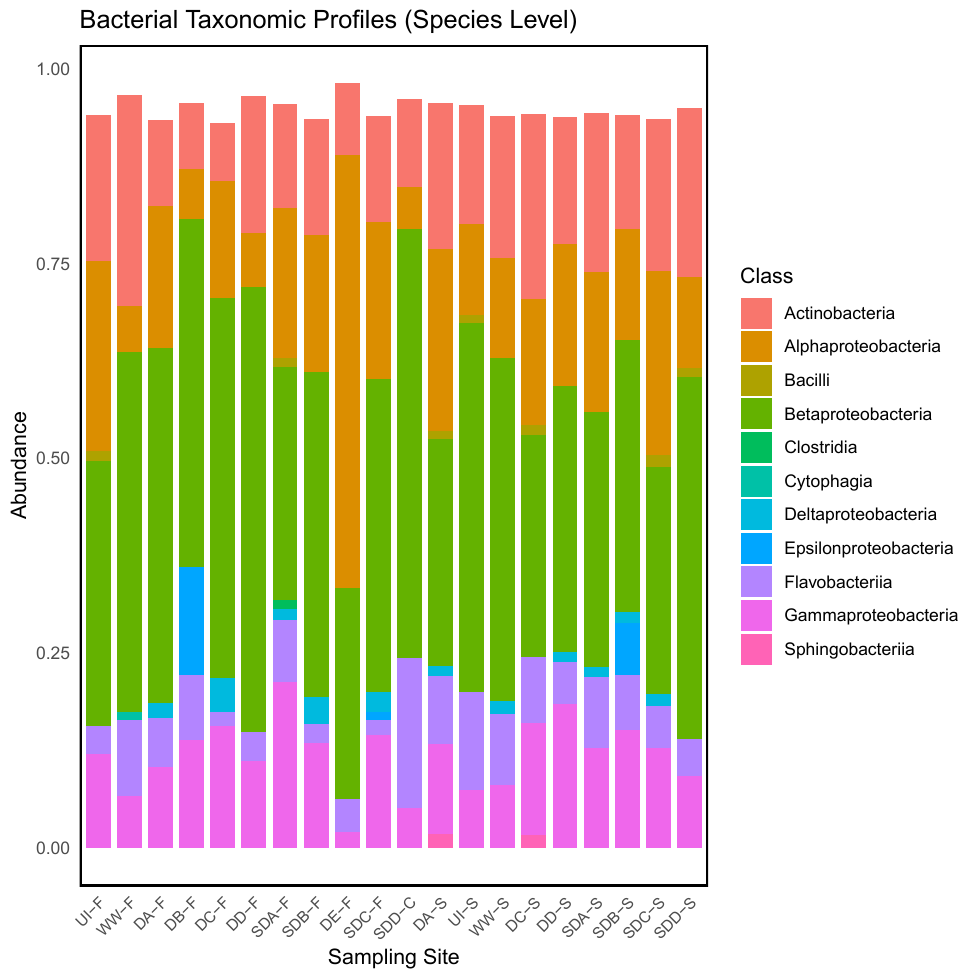 Bacterial Taxonomic Profiles (Species Level)
1.00
0.75
0.50
0.25
0.00
Abundance
UI−F
WW−F
DA−F
DB−F
DC−F
DD−F
SDA−F
SDB−F
DE−F
SDC−F
SDD−C
DA−S
UI−S
WW−S
DC−S
DD−S
SDA−S
SDB−S
SDC−S
SDD−S
Sampling Site
Class
Actinobacteria
Alphaproteobacteria
Bacilli
Betaproteobacteria
Clostridia
Cytophagia
Deltaproteobacteria
Epsilonproteobacteria
Flavobacteriia
Gammaproteobacteria
Sphingobacteriia